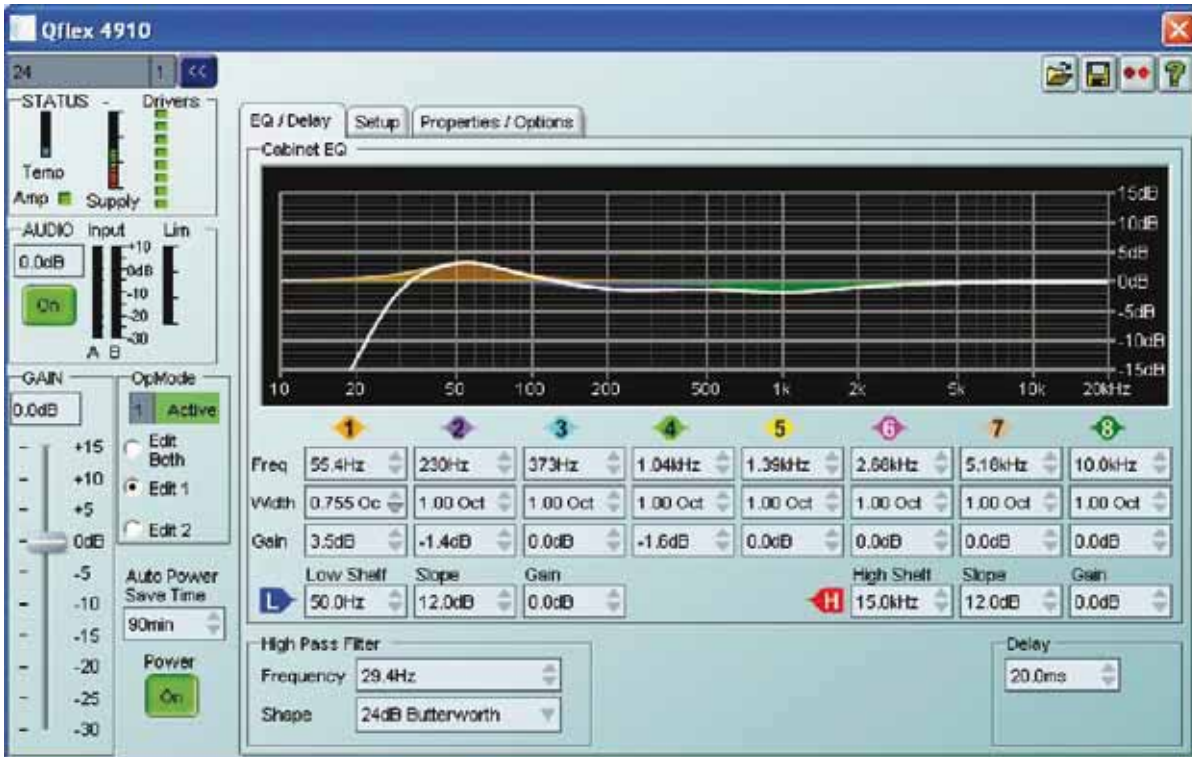 Qflex 4910
24 1 <<
STATUS - Drivers
Temp
Amp Supply
AUDIO Input Lim
0.0dB
On
+10
0dB
-10
-20
-30
A B
GAIN
0.0dB
+15
+10
+5
0dB
-5
-10
-15
-20
-25
-30
OpMode
1 Active
Edit Both
Edit 1
Edit 2
Auto Power
Save Time
90min
Power
On
EQ / Delay Setup Properties / Options
Cabinet EQ
15dB
10dB
5dB
0dB
-5dB
-10dB
-15dB
10 20 50 100 200 500 1k 2k 5k 10k 20kHz
1 2 3 4 5 6 7 8
Freq 55.4Hz 230Hz 373Hz 1.04kHz 1.39kHz 2.68kHz 5.18kHz 10.0kHz
Width 0.755 Oc 1.00 Oct 1.00 Oct 1.00 Oct 1.00 Oct 1.00 Oct 1.00 Oct 1.00 Oct
Gain 3.5dB -1.4dB 0.0dB -1.6dB 0.0dB 0.0dB 0.0dB 0.0dB
Low Shelf Slope Gain High Shelf Slope Gain
L 50.0Hz 12.0dB 0.0dB H 15.0kHz 12.0dB 0.0dB
High Pass Filter
Frequency 29.4Hz
Shape 24dB Butterworth
Delay
20.0ms
?